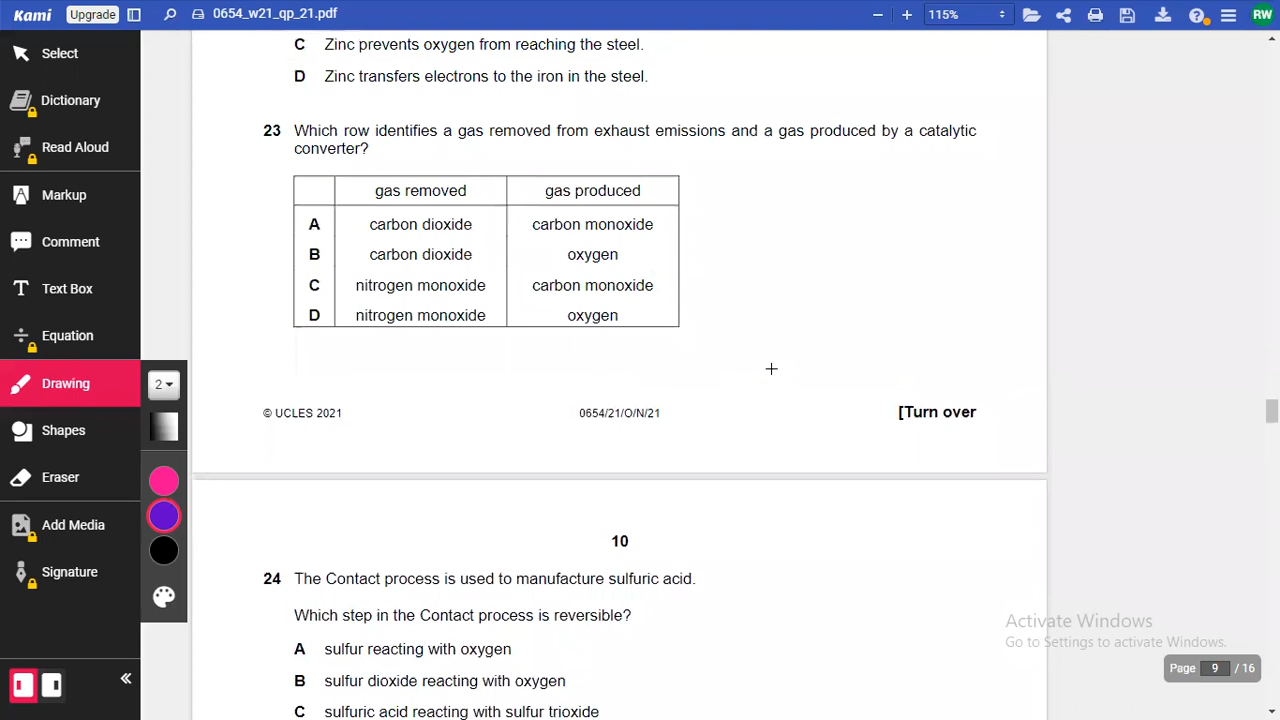 Kami Upgrade 0654_w21_qp_21.pdf 115% RW
Select
Dictionary
Read Aloud
Markup
Comment
Text Box
Equation
Drawing
Shapes
Eraser
Add Media
Signature
2
C Zinc prevents oxygen from reaching the steel.
D Zinc transfers electrons to the iron in the steel.
23 Which row identifies a gas removed from exhaust emissions and a gas produced by a catalytic
converter?
gas removed gas produced
A carbon dioxide carbon monoxide
B carbon dioxide oxygen
C nitrogen monoxide carbon monoxide
D nitrogen monoxide oxygen
© UCLES 2021 0654/21/O/N/21 [Turn over
10
24 The Contact process is used to manufacture sulfuric acid.
Which step in the Contact process is reversible?
A sulfur reacting with oxygen
B sulfur dioxide reacting with oxygen
C sulfuric acid reacting with sulfur trioxide
Activate Windows
Go to Settings to activate Windows.
Page 9 / 16